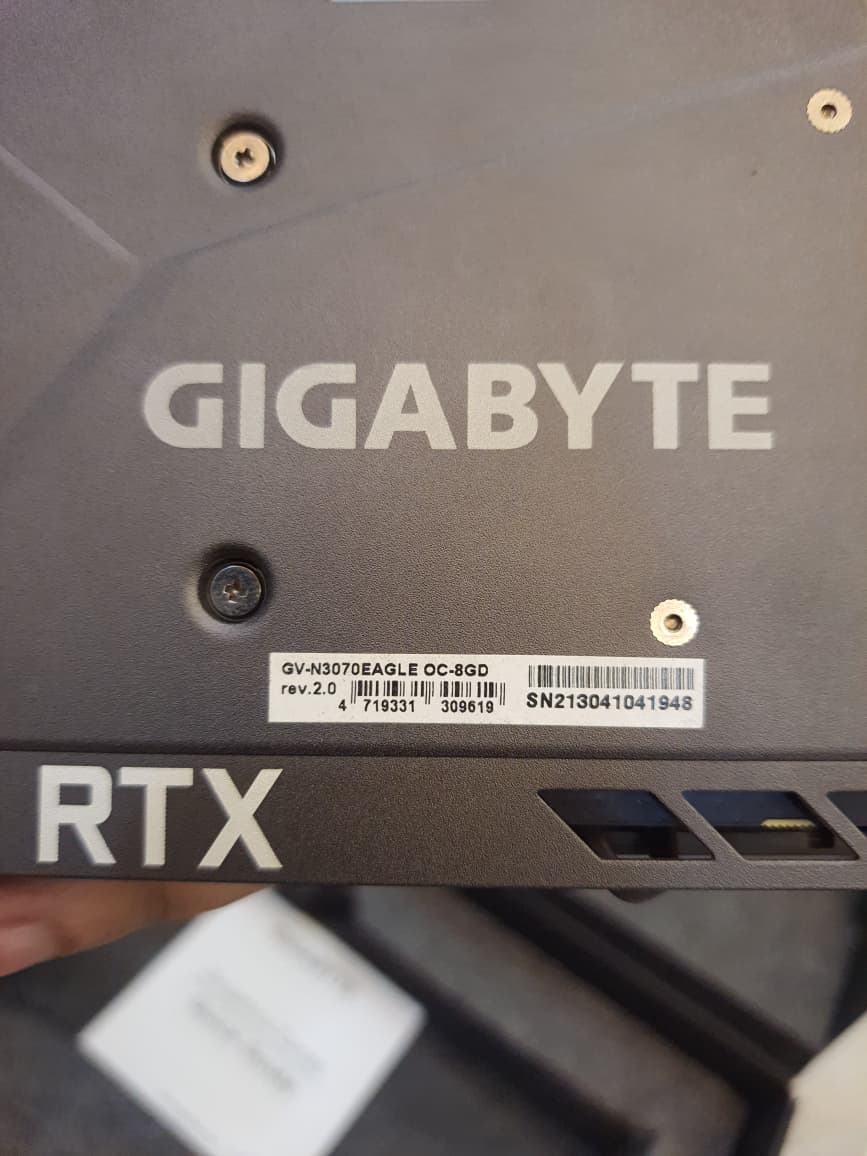 GIGABYTE
GV-N3070EAGLE OC-8GD
rev.2.0
4 719331 309619
SN213041041948
RTX